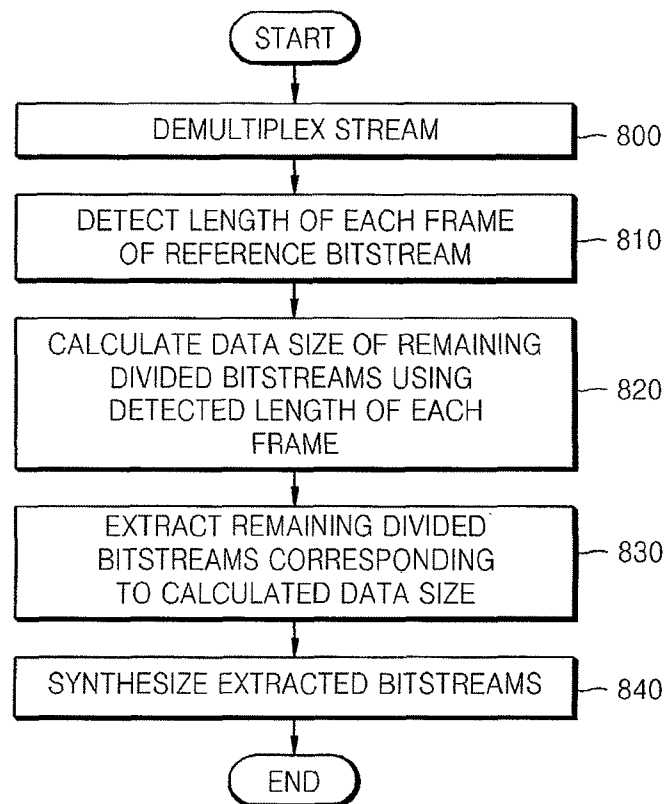 START
DEMULTIPLEX STREAM
800
DETECT LENGTH OF EACH FRAME
OF REFERENCE BITSTREAM
810
CALCULATE DATA SIZE OF REMAINING
DIVIDED BITSTREAMS USING
DETECTED LENGTH OF EACH
FRAME
820
EXTRACT REMAINING DIVIDED
BITSTREAMS CORRESPONDING
TO CALCULATED DATA SIZE
830
SYNTHESIZE EXTRACTED BITSTREAMS
840
END